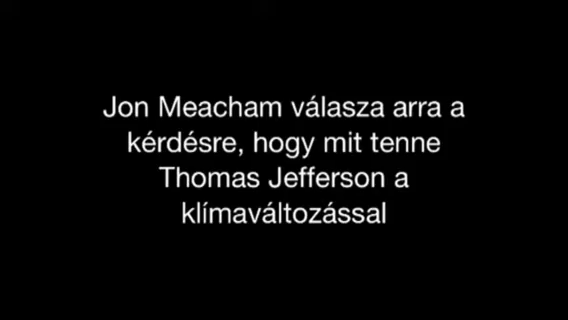 Jon Meacham válasza arra a
kérdésre, hogy mit tenne
Thomas Jefferson a
klímaváltozással